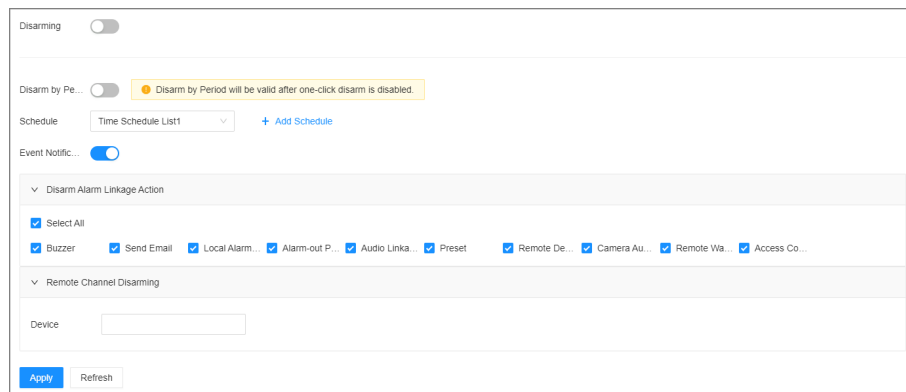 Disarming
Disarm by Pe... Disarm by Period will be valid after one-click disarm is disabled.
Schedule Time Schedule List1 + Add Schedule
Event Notific...
Disarm Alarm Linkage Action
Select All
Buzzer Send Email Local Alarm... Alarm-out P... Audio Linka... Preset Remote De... Camera Au... Remote Wa... Access Co...
Remote Channel Disarming
Device
Apply Refresh